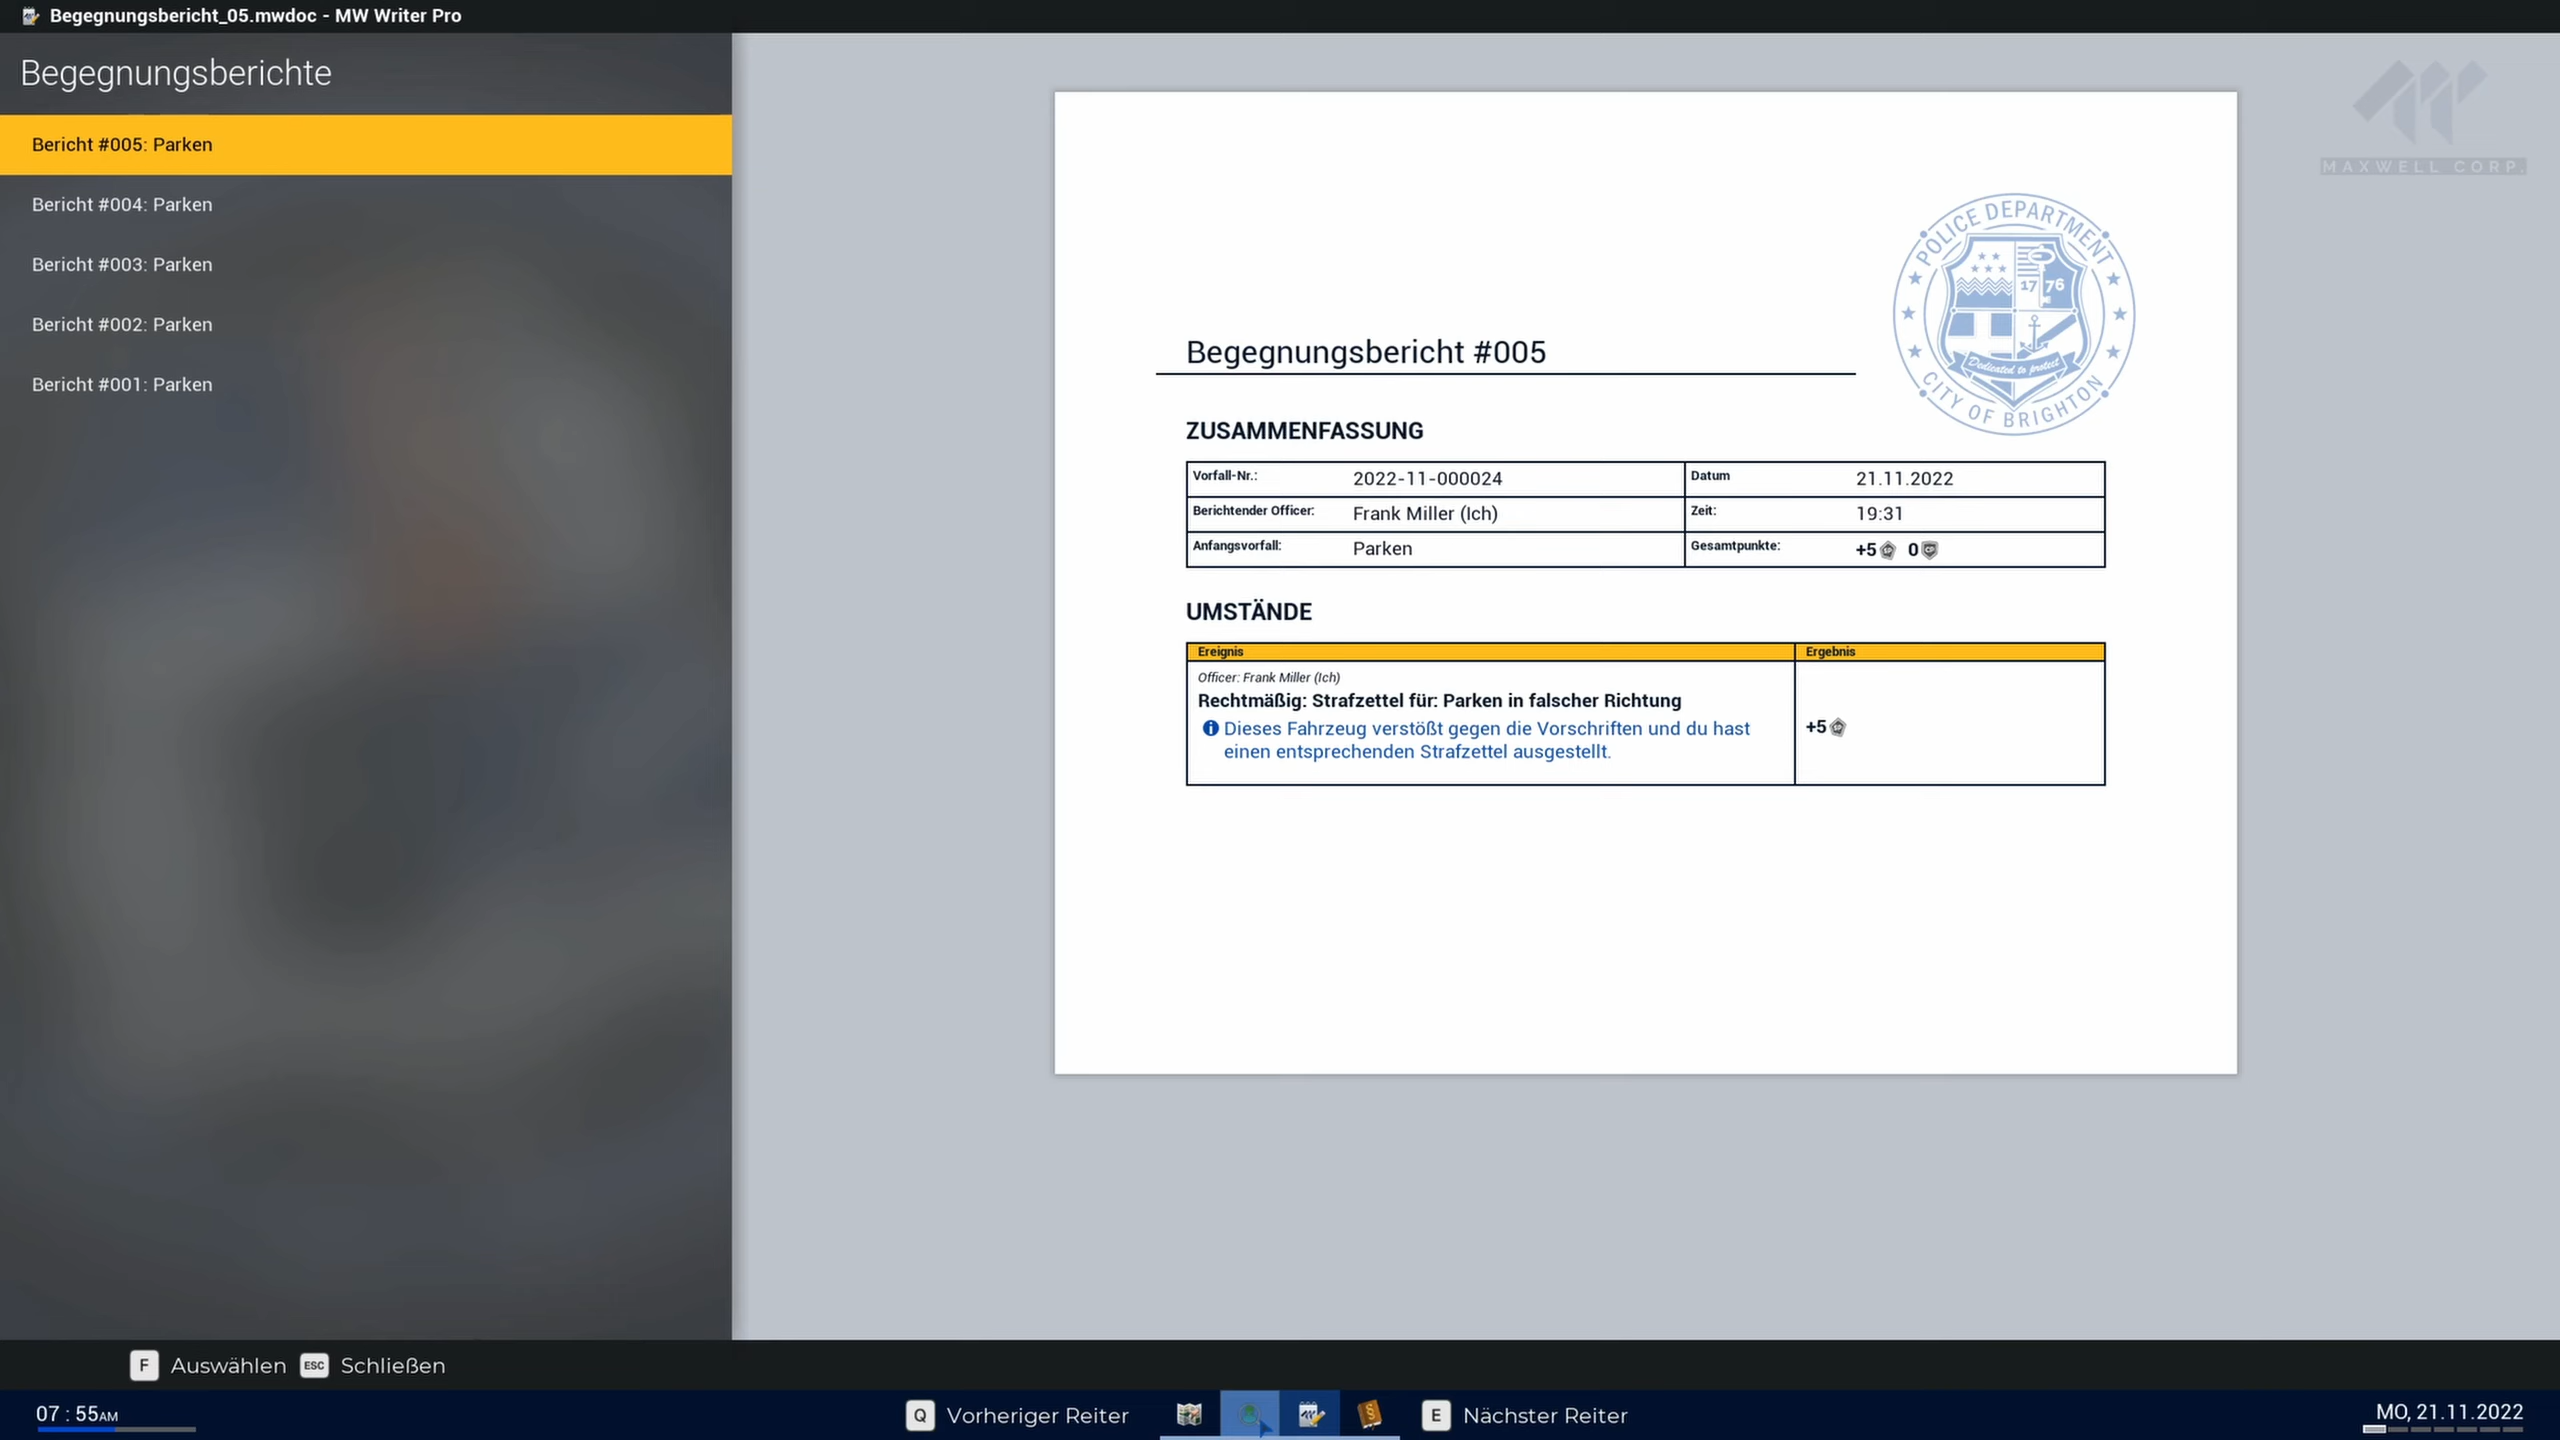 Begegnungsbericht_05.mwdoc - MW Writer Pro
Begegnungsberichte
Bericht #005: Parken
Bericht #004: Parken
Bericht #003: Parken
Bericht #002: Parken
Bericht #001: Parken
MAXWELL CORP.
POLICE DEPARTMENT
17 76
Dedicated to protect
CITY OF BRIGHTON
Begegnungsbericht #005
ZUSAMMENFASSUNG
Vorfall-Nr.: 2022-11-000024 Datum 21.11.2022
Berichtender Officer: Frank Miller (Ich) Zeit: 19:31
Anfangsvorfall: Parken Gesamtpunkte: +5 0
UMSTÄNDE
Ereignis Ergebnis
Officer: Frank Miller (Ich)
Rechtmäßig: Strafzettel für: Parken in falscher Richtung
Dieses Fahrzeug verstößt gegen die Vorschriften und du hast
einen entsprechenden Strafzettel ausgestellt.
+5
F Auswählen ESC Schließen
07 : 55AM
Q Vorheriger Reiter E Nächster Reiter
MO, 21.11.2022